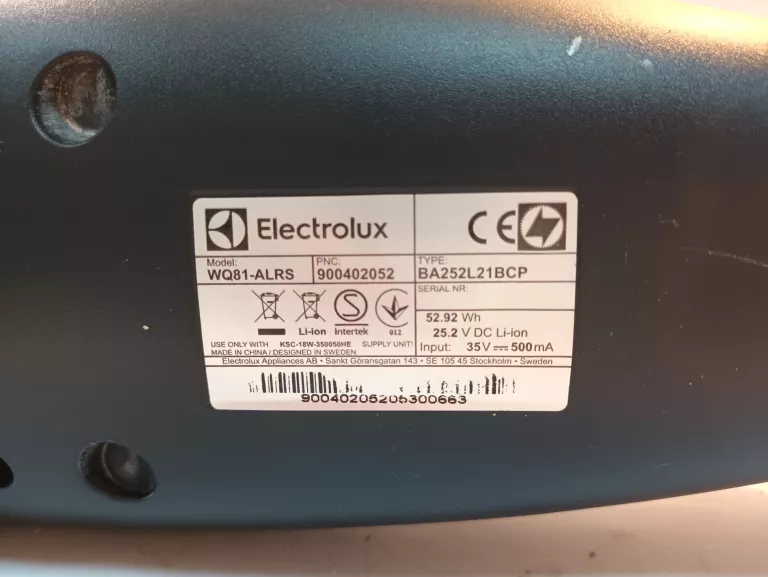 Electrolux
CE
Model:
WQ81-ALRS
PNC:
900402052
TYPE:
BA252L21BCP
SERIAL NR:
Li-ion
S
Intertek
012
52.92 Wh
25.2 V DC Li-ion
Input: 35V ⎓ 500mA
USE ONLY WITH KSC-18W-350050HE SUPPLY UNIT!
MADE IN CHINA / DESIGNED IN SWEDEN
Electrolux Appliances AB • Sankt Göransgatan 143 • SE 105 45 Stockholm • Sweden
90040205205300663